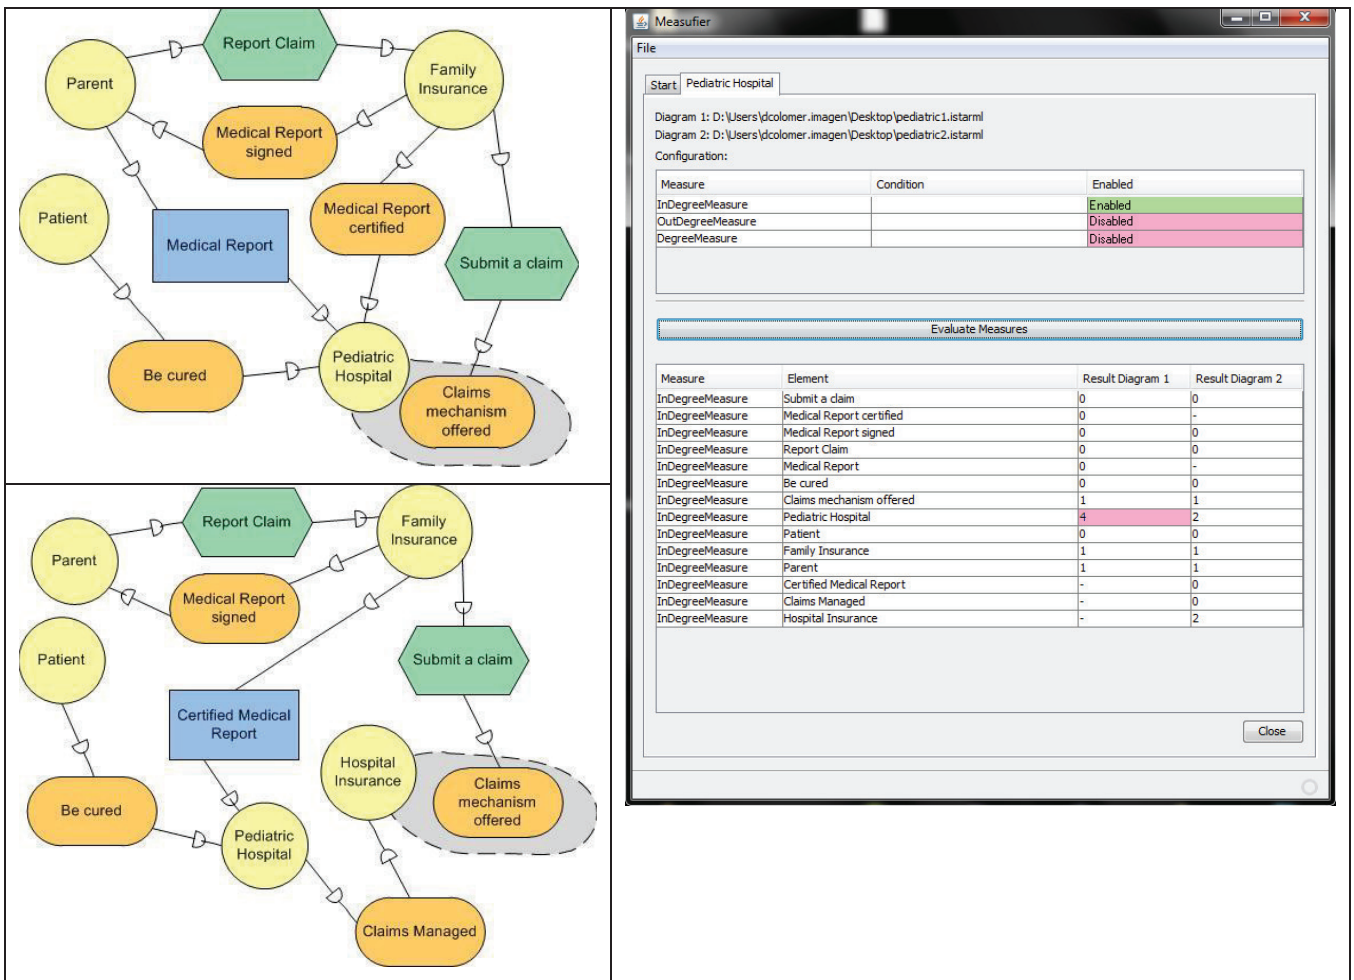 Report Claim
Parent
Family
Insurance
Medical Report
signed
Patient
Medical Report
certified
Medical Report
Submit a claim
Be cured
Pediatric
Hospital
Claims
mechanism
offered
Report Claim
Family
Insurance
Parent
Medical Report
signed
Patient
Submit a claim
Certified Medical
Report
Hospital
Insurance
Claims
mechanism
offered
Be cured
Pediatric
Hospital
Claims Managed
Measufier
File
Start Pediatric Hospital
Diagram 1: D:\Users\dcolomer.imagen\Desktop\pediatric1.istarml
Diagram 2: D:\Users\dcolomer.imagen\Desktop\pediatric2.istarml
Configuration:
Measure Condition Enabled
InDegreeMeasure Enabled
OutDegreeMeasure Disabled
DegreeMeasure Disabled
Evaluate Measures
Measure Element Result Diagram 1 Result Diagram 2
InDegreeMeasure Submit a claim 0 0
InDegreeMeasure Medical Report certified 0 -
InDegreeMeasure Medical Report signed 0 0
InDegreeMeasure Report Claim 0 0
InDegreeMeasure Medical Report 0 -
InDegreeMeasure Be cured 0 0
InDegreeMeasure Claims mechanism offered 1 1
InDegreeMeasure Pediatric Hospital 4 2
InDegreeMeasure Patient 0 0
InDegreeMeasure Family Insurance 1 1
InDegreeMeasure Parent 1 1
InDegreeMeasure Certified Medical Report - 0
InDegreeMeasure Claims Managed - 0
InDegreeMeasure Hospital Insurance - 2
Close